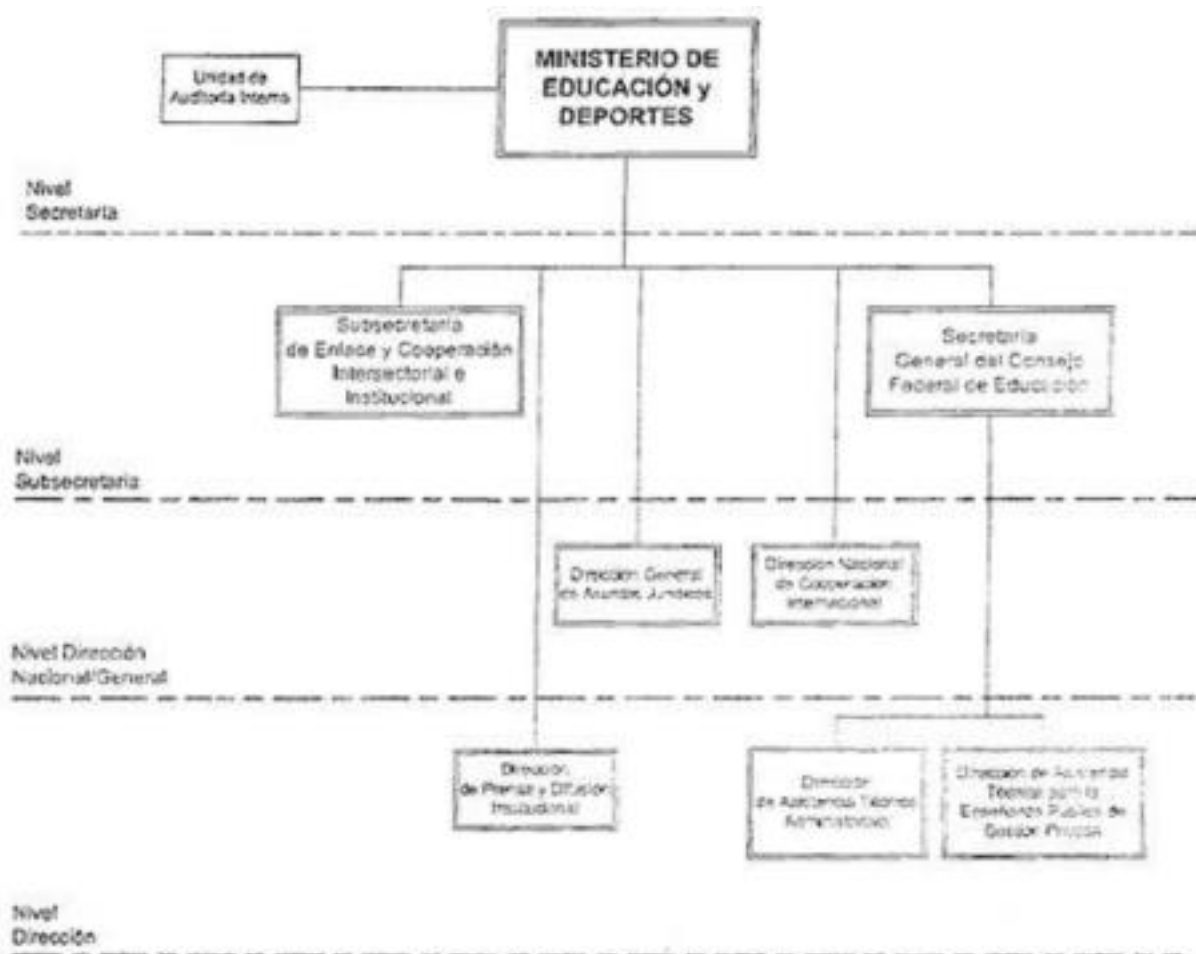 MINISTERIO DE
EDUCACIÓN y
DEPORTES
Unidad de
Auditoría Interna
Nivel
Secretaría
Subsecretaría
de Enlace y Cooperación
Intersectorial e
Institucional
Secretaría
General del Consejo
Federal de Educación
Nivel
Subsecretaría
Dirección General
de Asuntos Jurídicos
Dirección Nacional
de Cooperación
Internacional
Nivel Dirección
Nacional/General
Dirección
de Prensa y Difusión
Institucional
Dirección
de Asistencia Técnico
Administrativa
Dirección de Asistencia
Técnica para la
Enseñanza Pública de
Gestión Privada
Nivel
Dirección